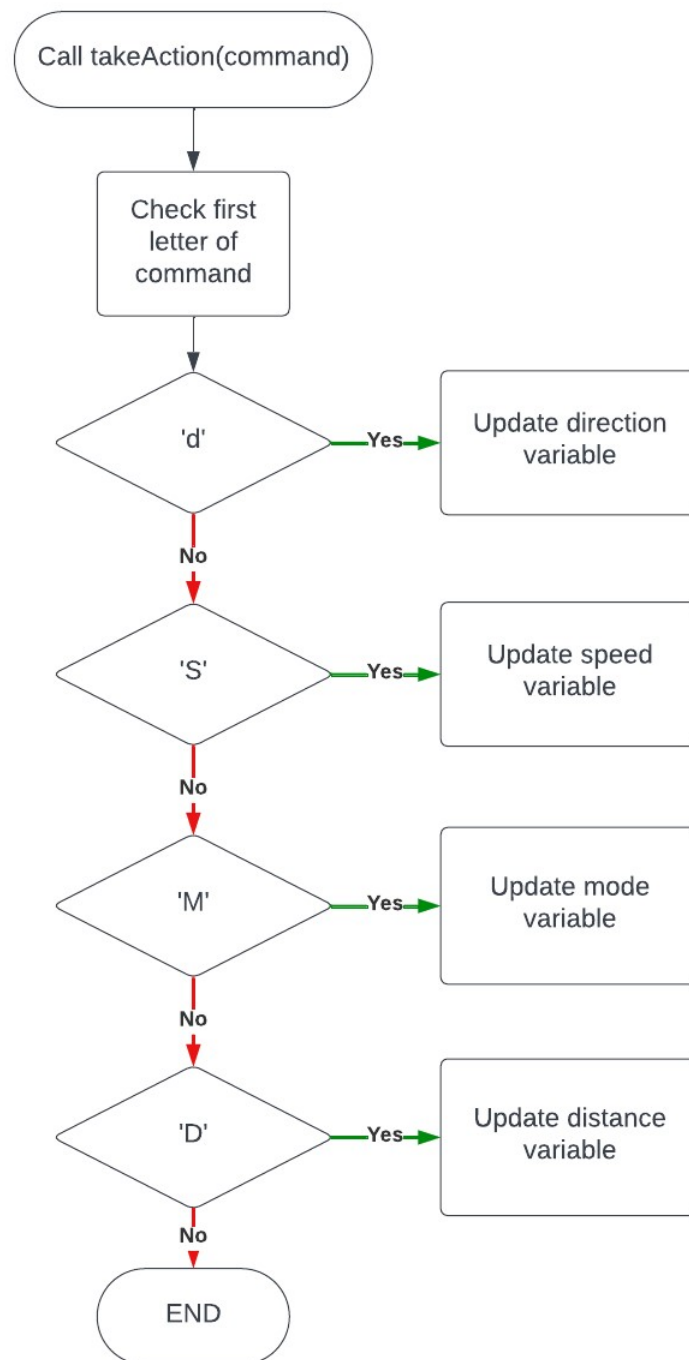 Call takeAction(command)
Check first
letter of
command
'd'
Yes
Update direction
variable
No
'S'
Yes
Update speed
variable
No
'M'
Yes
Update mode
variable
No
'D'
Yes
Update distance
variable
No
END